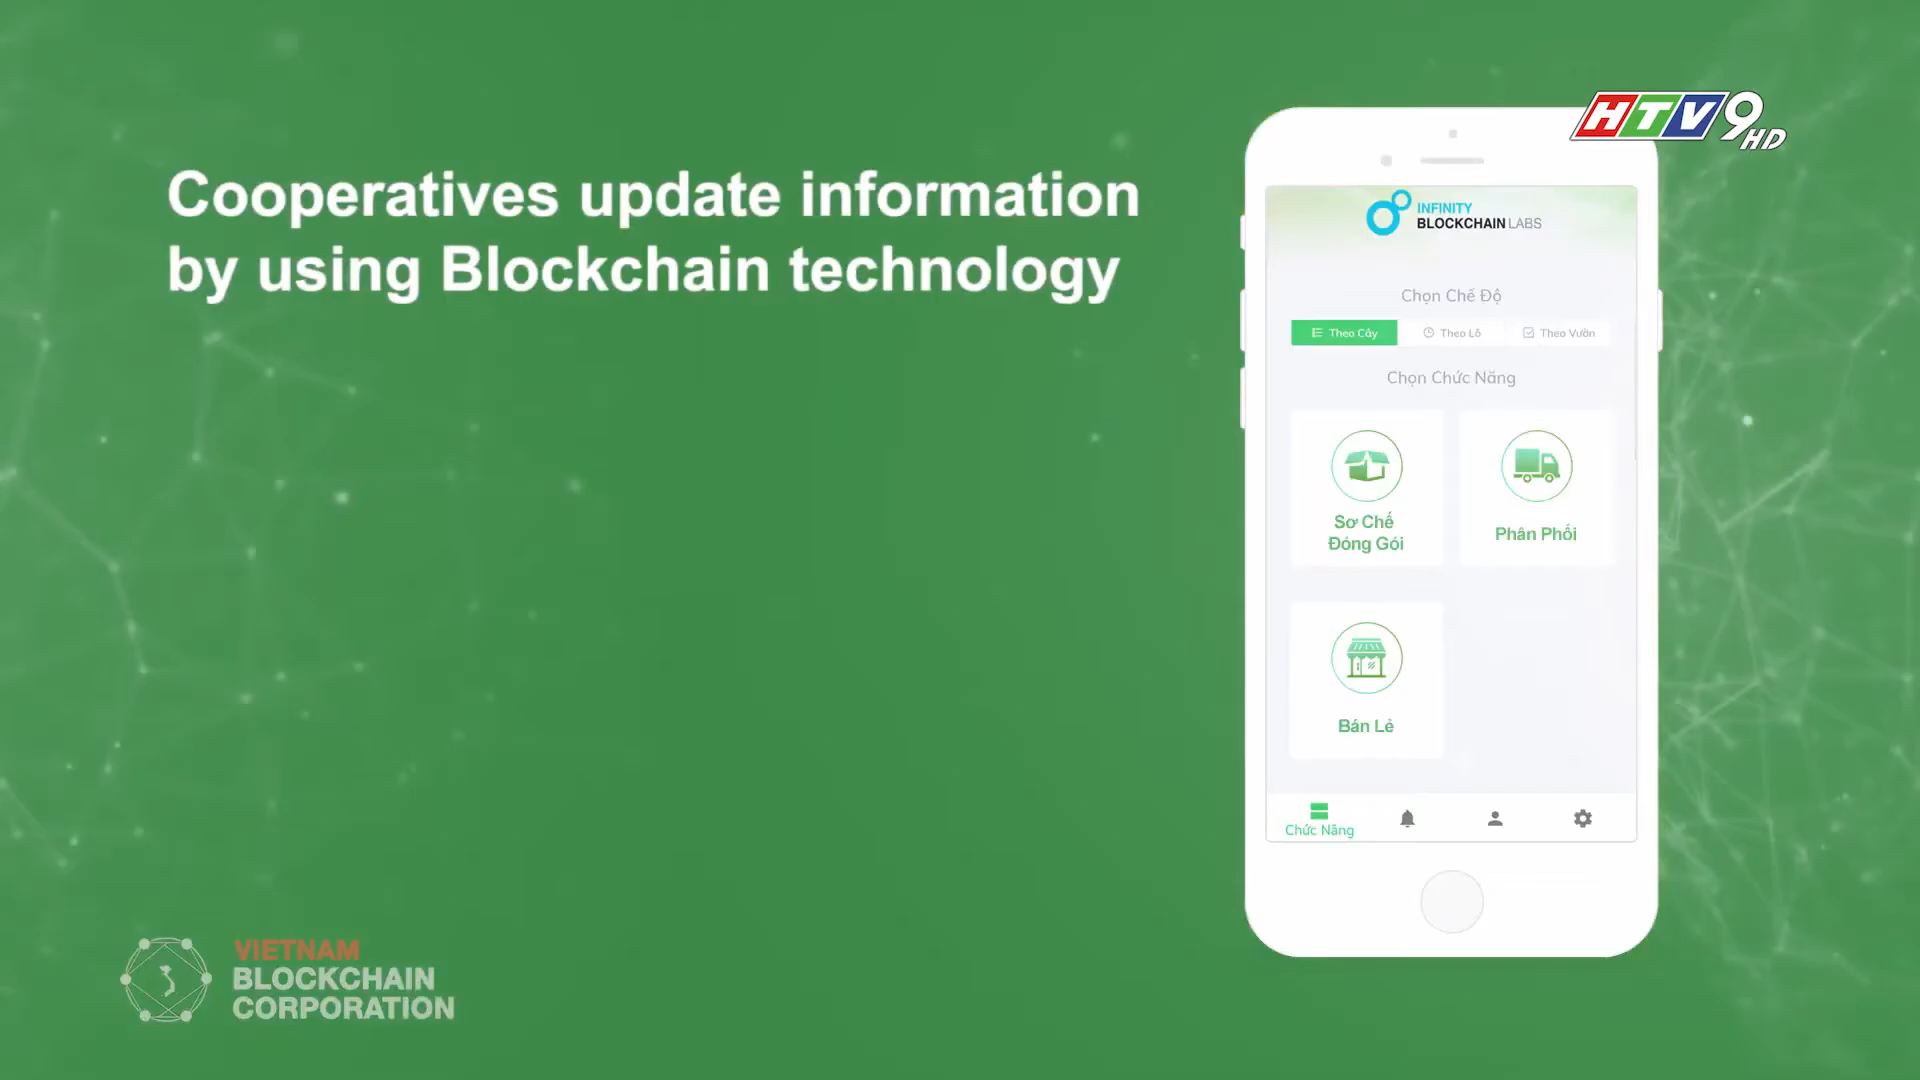 HTV9 HD
Cooperatives update information
by using Blockchain technology
INFINITY
BLOCKCHAIN LABS
Chọn Chế Độ
Theo Cây
Theo Lô
Theo Vườn
Chọn Chức Năng
Sơ Chế
Đóng Gói
Phân Phối
Bán Lẻ
Chức Năng
VIETNAM
BLOCKCHAIN
CORPORATION